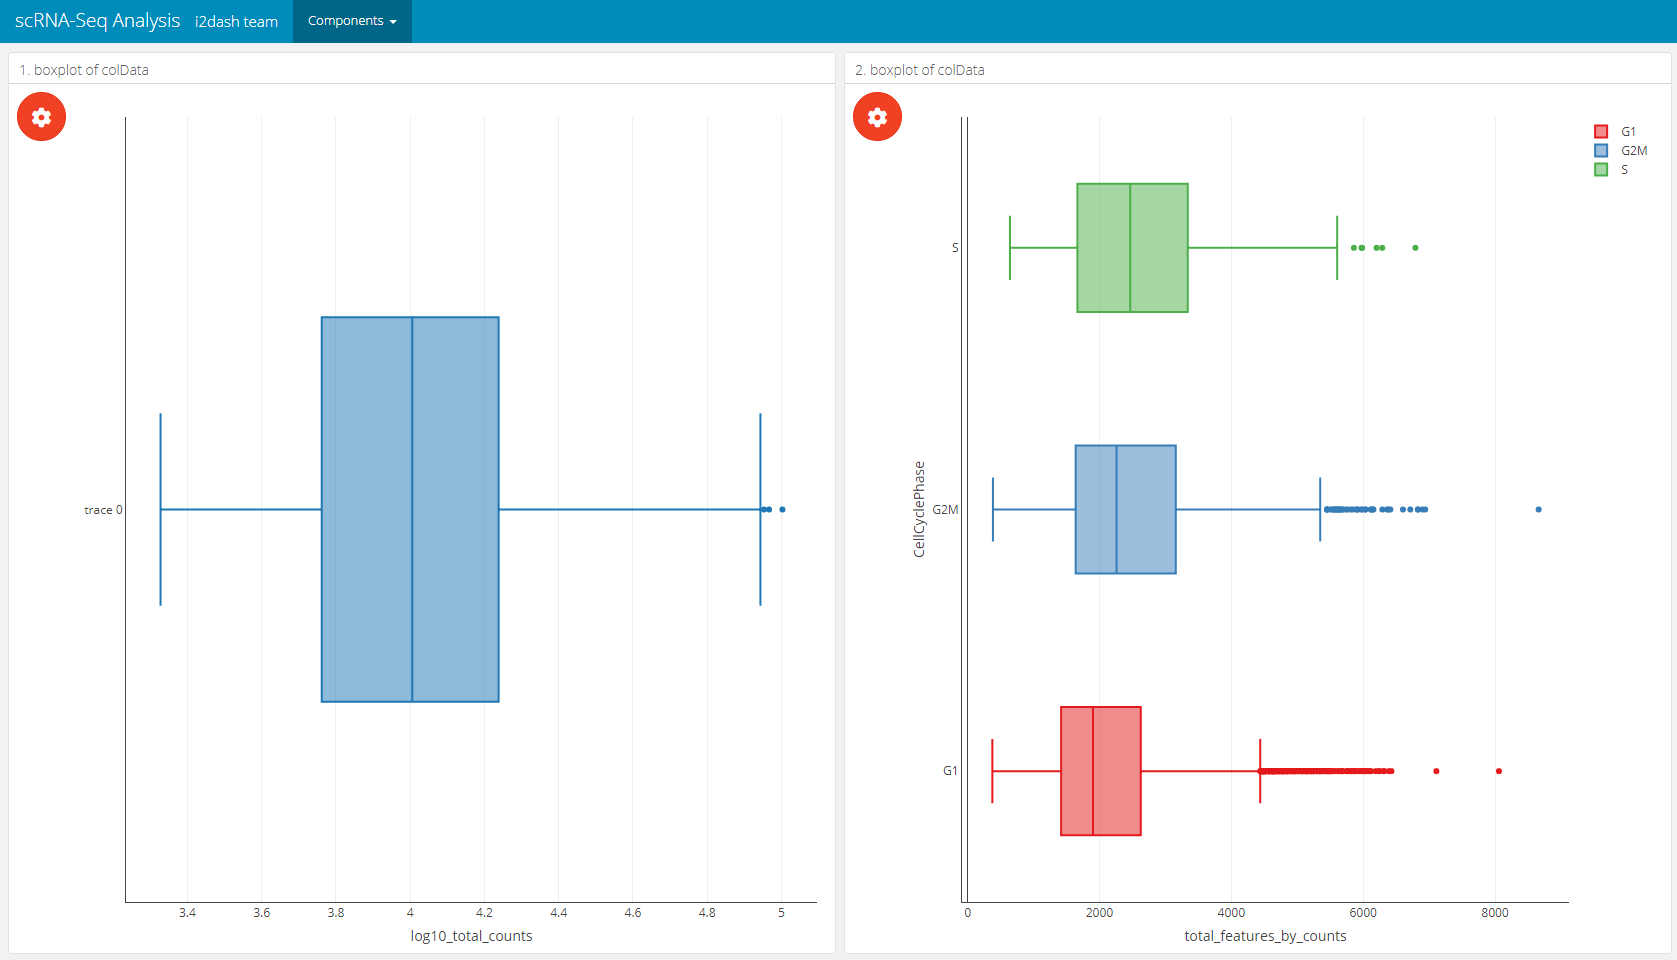 scRNA-Seq Analysis i2dash team Components
1. boxplot of colData
trace 0
3.4 3.6 3.8 4 4.2 4.4 4.6 4.8 5
log10_total_counts
2. boxplot of colData
G1
G2M
S
S
G2M
G1
CellCyclePhase
0 2000 4000 6000 8000
total_features_by_counts